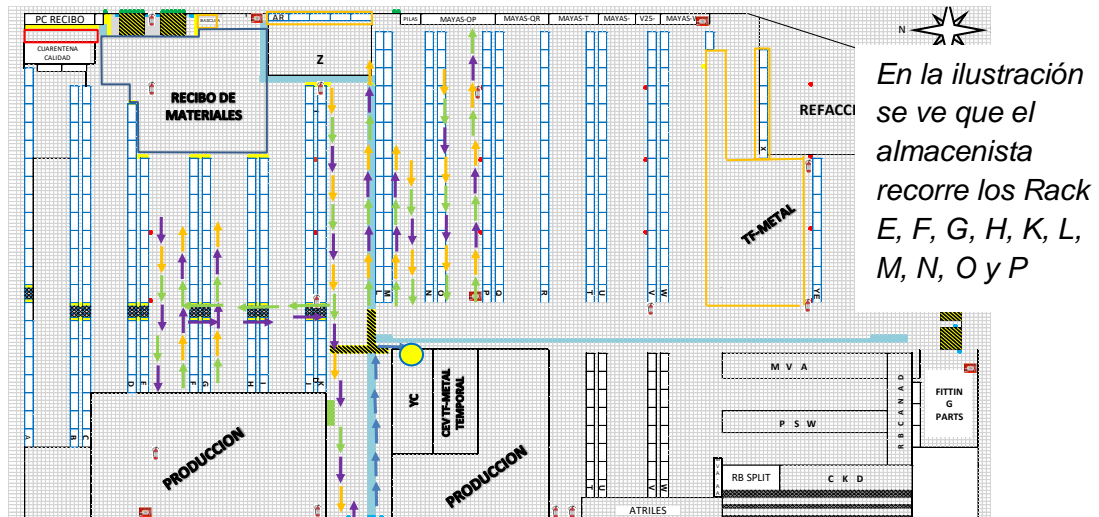 PC RECIBO
BASCULA
AR
PILAS
MAYAS-OP
MAYAS-QR
MAYAS-T
MAYAS-
V2S-
MAYAS-W
N
CUARENTENA
CALIDAD
Z
RECIBO DE
MATERIALES
REFACCI
En la ilustración
se ve que el
almacenista
recorre los Rack
E, F, G, H, K, L,
M, N, O y P
X
TF-METAL
L M N O P Q R T U V W YE
D E F G H I J K
A B C
YC
CEV TF-METAL
TEMPORAL
M V A
P S W
R B C A N A D
FITTIN
G
PARTS
PRODUCCION
PRODUCCION
RB SPLIT
C K D
T U V W
ATRILES